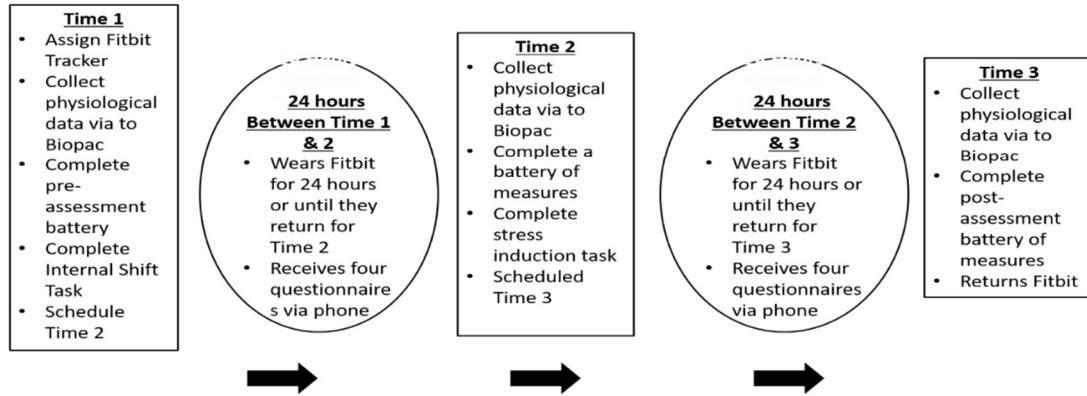 Time 1
• Assign Fitbit
Tracker
• Collect
physiological
data via to
Biopac
• Complete
pre-
assessment
battery
• Complete
Internal Shift
Task
• Schedule
Time 2
24 hours
Between Time 1
& 2
• Wears Fitbit
for 24 hours
or until they
return for
Time 2
• Receives four
questionnaire
s via phone
Time 2
• Collect
physiological
data via to
Biopac
• Complete a
battery of
measures
• Complete
stress
induction task
• Scheduled
Time 3
24 hours
Between Time 2
& 3
• Wears Fitbit
for 24 hours or
until they
return for
Time 3
• Receives four
questionnaires
via phone
Time 3
• Collect
physiological
data via to
Biopac
• Complete
post-
assessment
battery of
measures
• Returns Fitbit